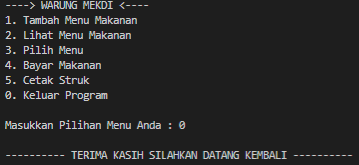 ----> WARUNG MEKDI <----
1. Tambah Menu Makanan
2. Lihat Menu Makanan
3. Pilih Menu
4. Bayar Makanan
5. Cetak Struk
0. Keluar Program
Masukkan Pilihan Menu Anda : 0
---------- TERIMA KASIH SILAHKAN DATANG KEMBALI ----------